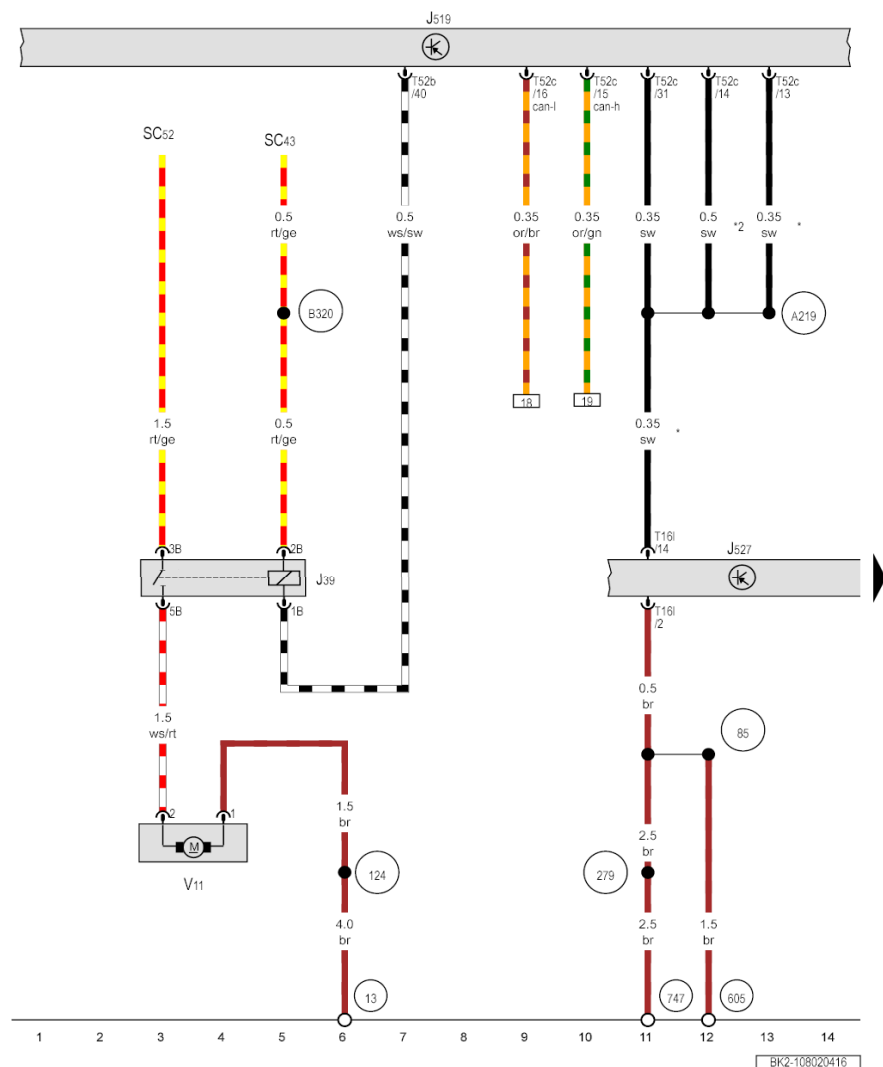 J519
T52b
/40
T52c
/16
can-l
T52c
/15
can-h
T52c
/31
T52c
/14
T52c
/13
SC52
SC43
0.5
rt/ge
0.5
ws/sw
0.35
or/br
0.35
or/gn
0.35
sw
0.5
sw
*2
0.35
sw
*
B320
A219
18
19
1.5
rt/ge
0.5
rt/ge
0.35
sw
*
3B
2B
J39
5B
1B
T16l
/14
J527
T16l
/2
1.5
ws/rt
0.5
br
85
2
1
M
V11
1.5
br
124
4.0
br
13
2.5
br
279
2.5
br
1.5
br
747
605
1 2 3 4 5 6 7 8 9 10 11 12 13 14
BK2-108020416